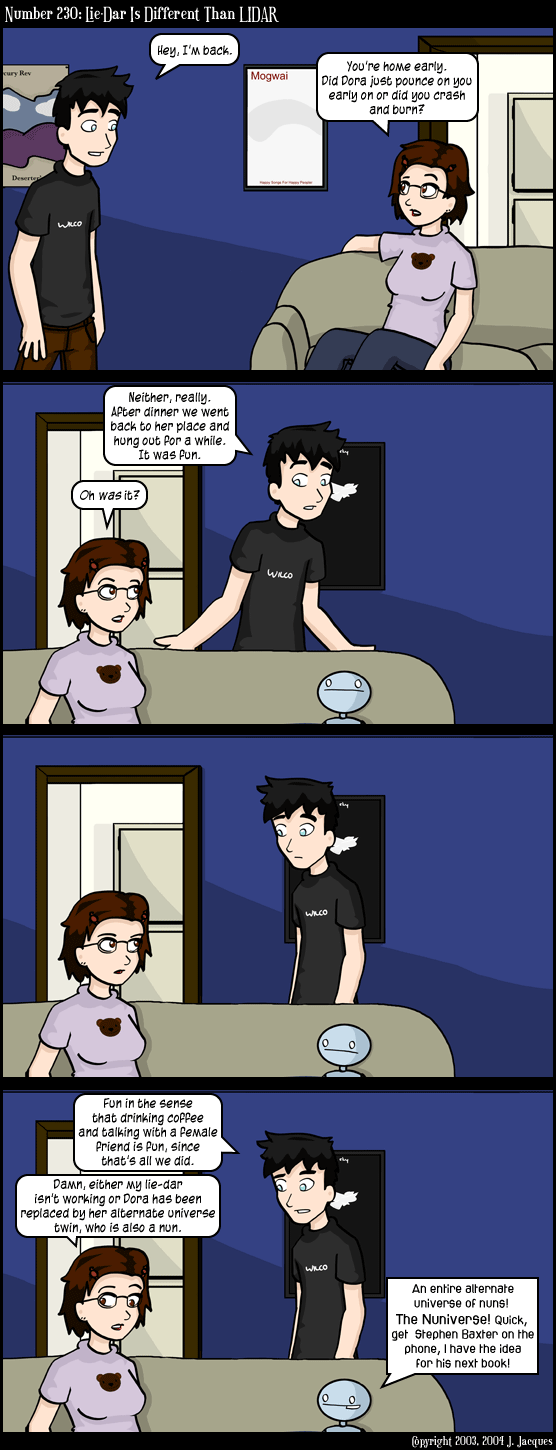 Number 230: Lie-Dar Is Different Than LIDAR
Hey, I'm back.
You're home early.
Did Dora just pounce on you
early on or did you crash
and burn?
cury Rev
Mogwai
Happy Songs For Happy People
Deserter
WILCO
Neither, really.
After dinner we went
back to her place and
hung out for a while.
It was fun.
Oh was it?
WILCO
WILCO
Fun in the sense
that drinking coffee
and talking with a female
friend is fun, since
that's all we did.
Damn, either my lie-dar
isn't working or Dora has been
replaced by her alternate universe
twin, who is also a nun.
WILCO
An entire alternate
universe of nuns!
The Nuniverse! Quick,
get Stephen Baxter on the
phone, I have the idea
for his next book!
Copyright 2003, 2004 J. Jacques